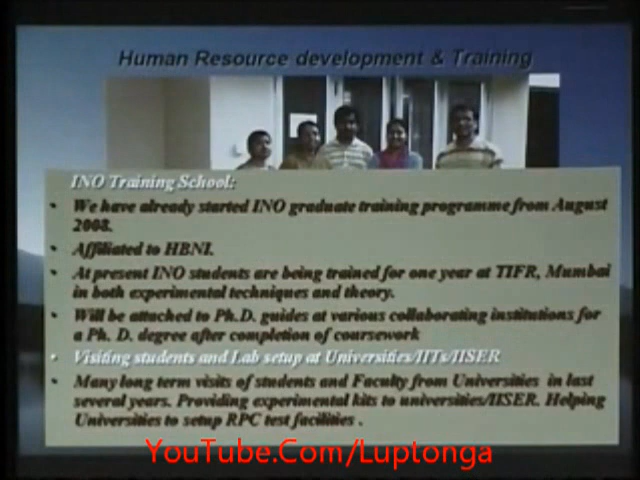 Human Resource development & Training
INO Training School:
• We have already started INO graduate training programme from August
2008.
• Affiliated to HBNI.
• At present INO students are being trained for one year at TIFR, Mumbai
in both experimental techniques and theory.
• Will be attached to Ph.D. guides at various collaborating institutions for
a Ph. D. degree after completion of coursework
• Visiting students and Lab setup at Universities/IITs/IISER
• Many long term visits of students and Faculty from Universities in last
several years. Providing experimental kits to universities/IISER. Helping
Universities to setup RPC test facilities .
YouTube.Com/Luptonga